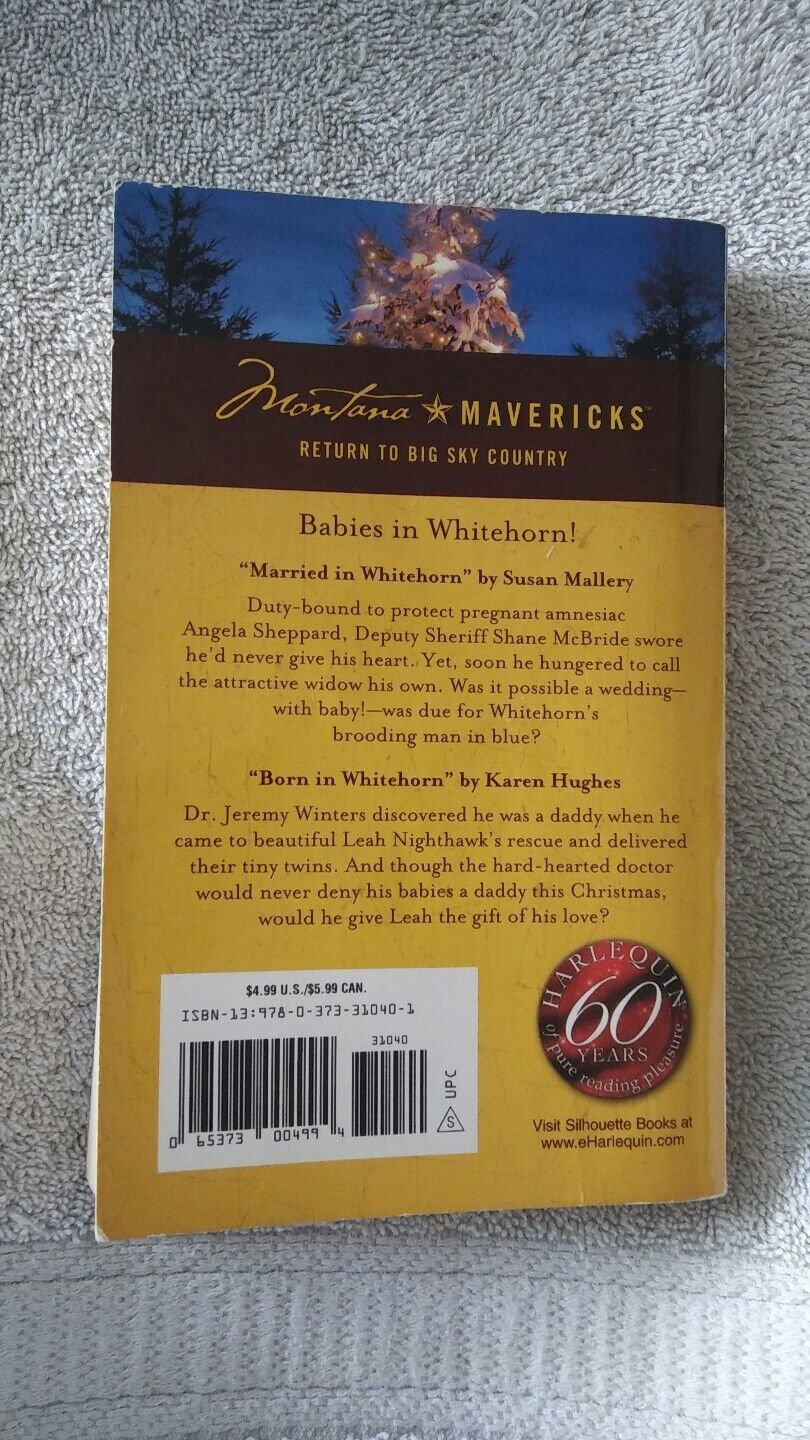 Montana ★ MAVERICKS™
RETURN TO BIG SKY COUNTRY
Babies in Whitehorn!
“Married in Whitehorn” by Susan Mallery
Duty-bound to protect pregnant amnesiac
Angela Sheppard, Deputy Sheriff Shane McBride swore
he'd never give his heart. Yet, soon he hungered to call
the attractive widow his own. Was it possible a wedding—
with baby!—was due for Whitehorn's
brooding man in blue?
“Born in Whitehorn” by Karen Hughes
Dr. Jeremy Winters discovered he was a daddy when he
came to beautiful Leah Nighthawk's rescue and delivered
their tiny twins. And though the hard-hearted doctor
would never deny his babies a daddy this Christmas,
would he give Leah the gift of his love?
$4.99 U.S./$5.99 CAN.
ISBN-13:978-0-373-31040-1
31040
0 65373 00499 4
UPC
S
HARLEQUIN
60
YEARS
of pure reading pleasure
Visit Silhouette Books at
www.eHarlequin.com